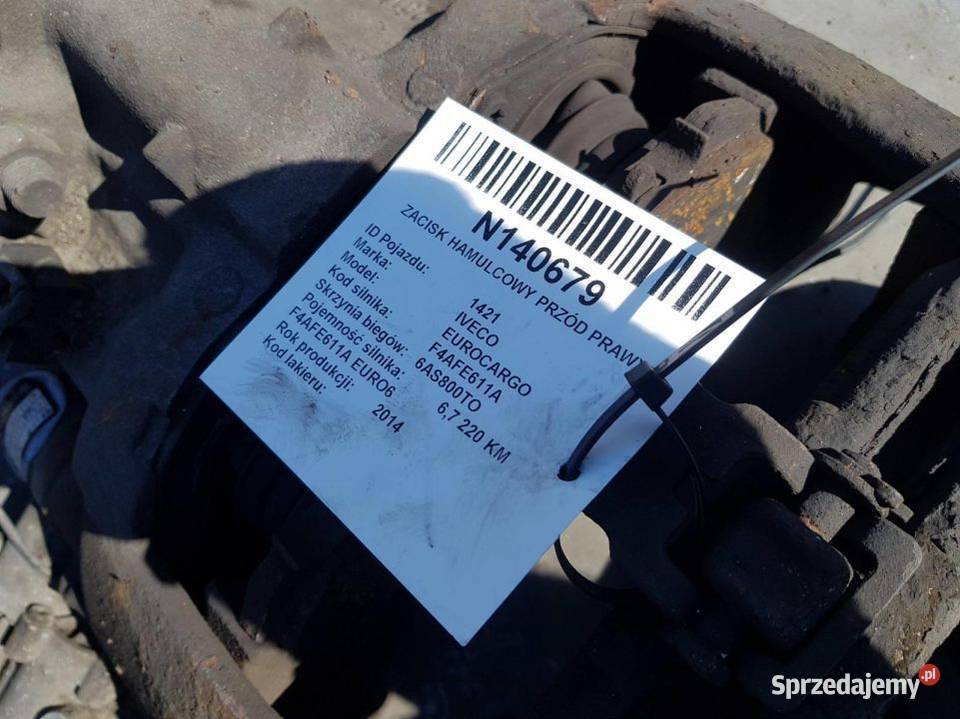 N140679
ZACISK HAMULCOWY PRZÓD PRAWY
ID Pojazdu: 1421
Marka: IVECO
Model: EUROCARGO
Kod silnika: F4AFE611A
Skrzynia biegów: 6AS800TO
Pojemność silnika: 6,7 220 KM
F4AFE611A EURO6
Rok produkcji: 2014
Kod lakieru:
Sprzedajemy.pl